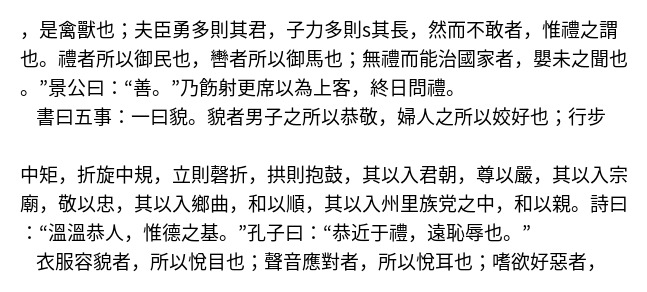 ，是禽獸也；夫臣勇多則其君，子力多則s其長，然而不敢者，惟禮之謂
也。禮者所以御民也，轡者所以御馬也；無禮而能治國家者，嬰未之聞也
。”景公曰：“善。”乃飭射更席以為上客，終日問禮。
書曰五事：一曰貌。貌者男子之所以恭敬，婦人之所以姣好也；行步
中矩，折旋中規，立則磬折，拱則抱鼓，其以入君朝，尊以嚴，其以入宗
廟，敬以忠，其以入鄉曲，和以順，其以入州里族党之中，和以親。詩曰
：“溫溫恭人，惟德之基。”孔子曰：“恭近于禮，遠恥辱也。”
衣服容貌者，所以悅目也；聲音應對者，所以悅耳也；嗜欲好惡者，